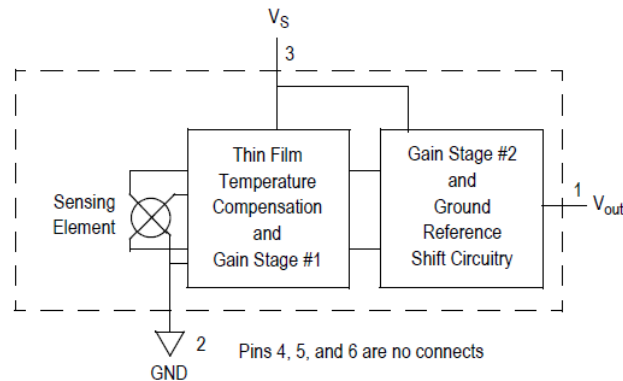 VS
3
Thin Film
Temperature
Compensation
and
Gain Stage #1
Gain Stage #2
and
Ground
Reference
Shift Circuitry
Sensing
Element
1
Vout
2
GND
Pins 4, 5, and 6 are no connects